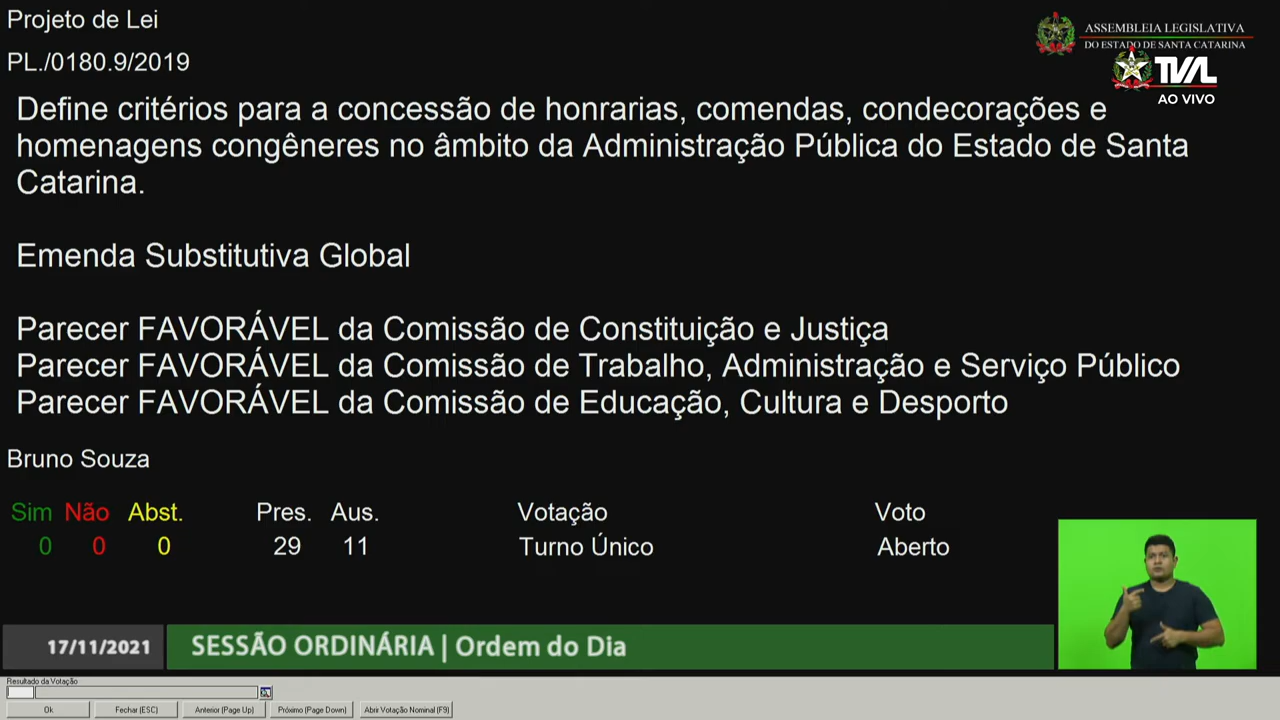 Projeto de Lei
ASSEMBLEIA LEGISLATIVA
DO ESTADO DE SANTA CATARINA
PL./0180.9/2019
TVAL
AO VIVO
Define critérios para a concessão de honrarias, comendas, condecorações e
homenagens congêneres no âmbito da Administração Pública do Estado de Santa
Catarina.
Emenda Substitutiva Global
Parecer FAVORÁVEL da Comissão de Constituição e Justiça
Parecer FAVORÁVEL da Comissão de Trabalho, Administração e Serviço Público
Parecer FAVORÁVEL da Comissão de Educação, Cultura e Desporto
Bruno Souza
Sim Não Abst. Pres. Aus. Votação Voto
0 0 0 29 11 Turno Único Aberto
17/11/2021 SESSÃO ORDINÁRIA | Ordem do Dia
Resultado da Votação
Ok Fechar (ESC) Anterior (Page Up) Próximo (Page Down) Abrir Votação Nominal (F9)